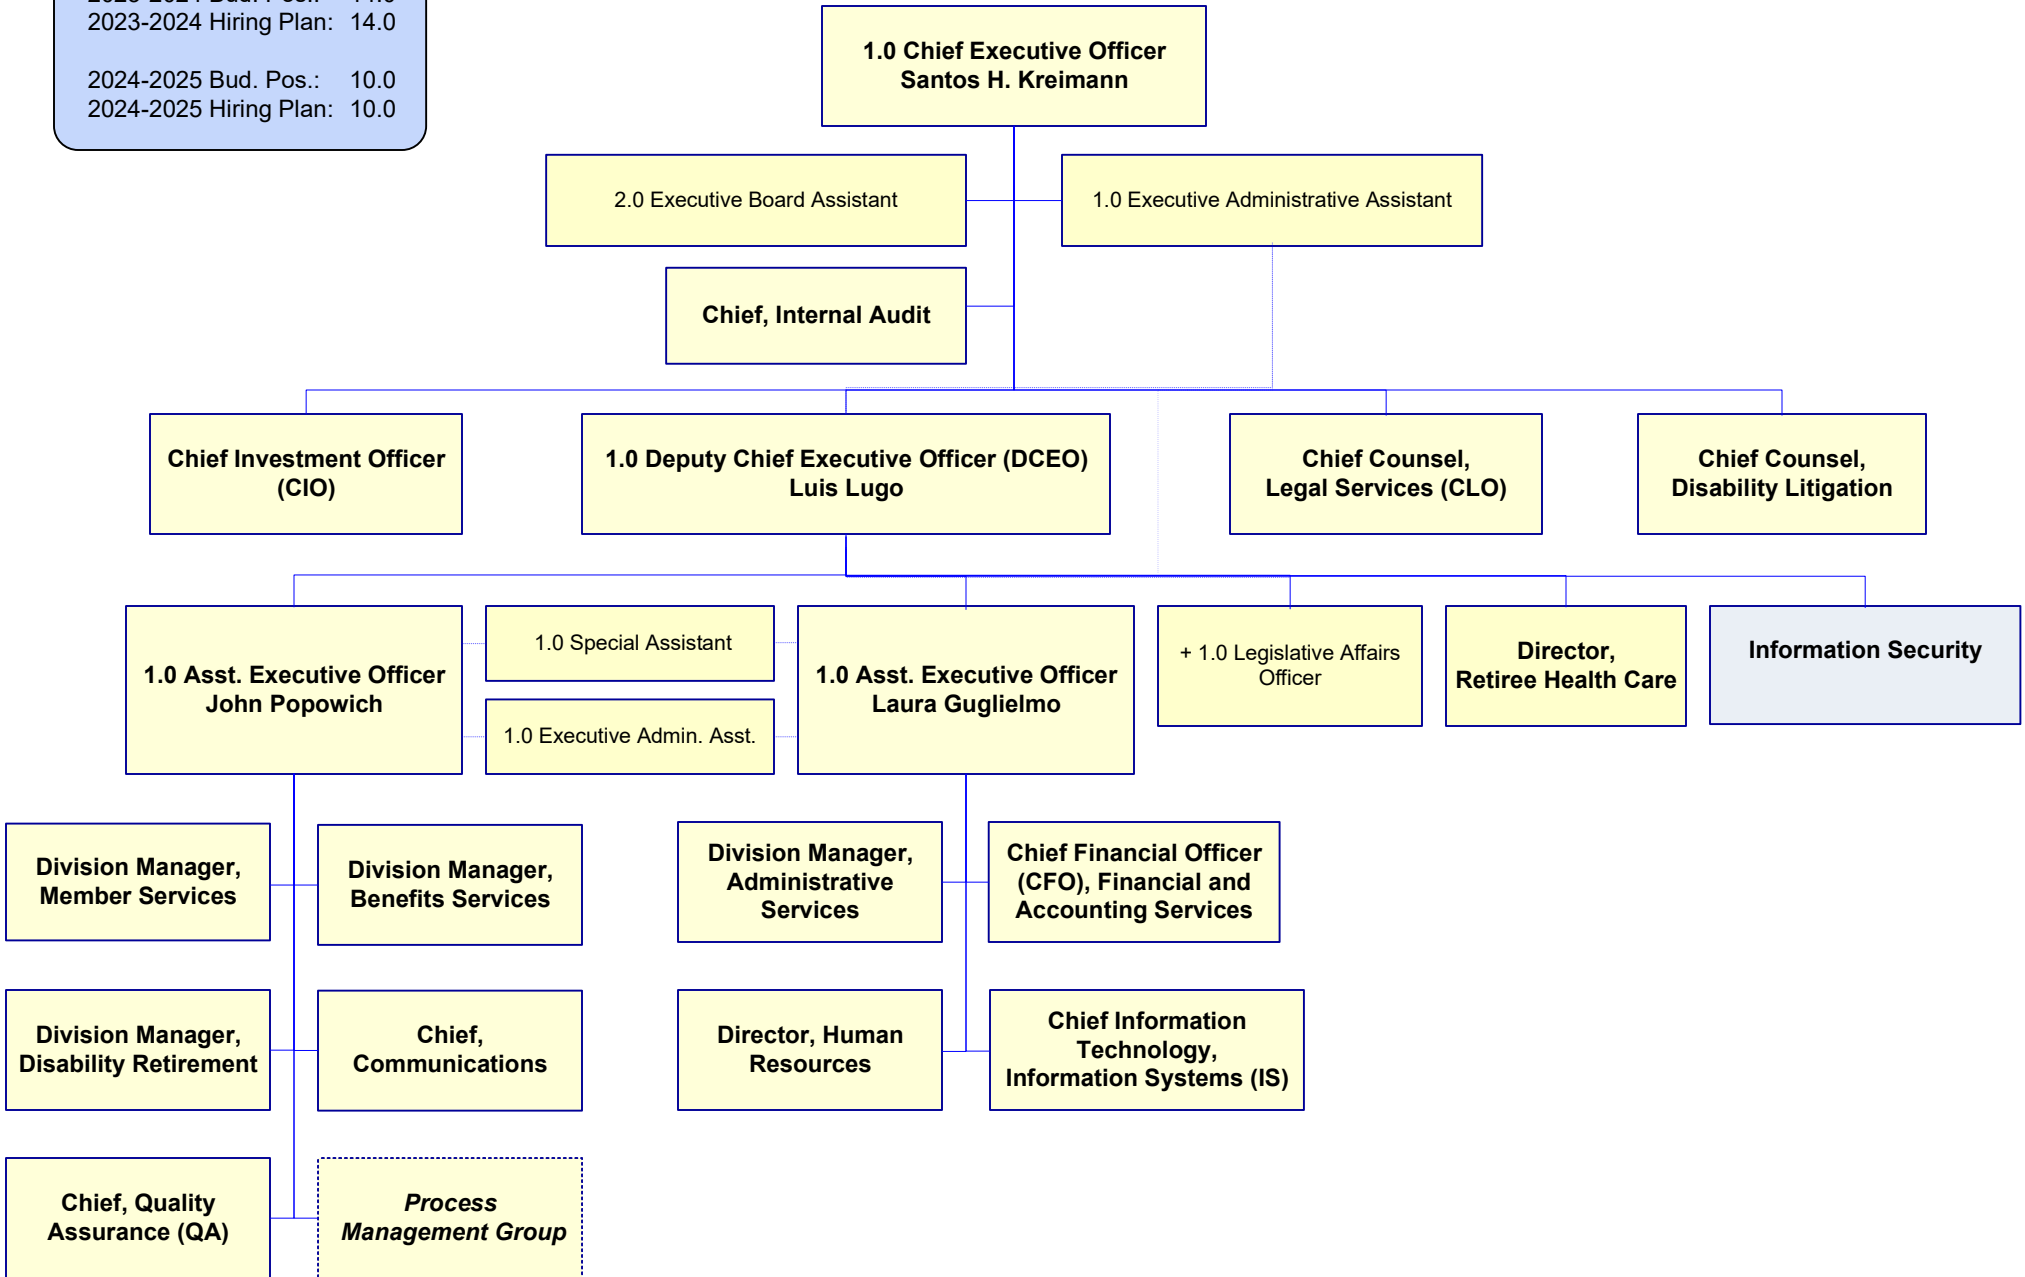 2023-2024 Hiring Plan: 14.0
2024-2025 Bud. Pos.: 10.0
2024-2025 Hiring Plan: 10.0
1.0 Chief Executive Officer
Santos H. Kreimann
2.0 Executive Board Assistant
1.0 Executive Administrative Assistant
Chief, Internal Audit
Chief Investment Officer
(CIO)
1.0 Deputy Chief Executive Officer (DCEO)
Luis Lugo
Chief Counsel,
Legal Services (CLO)
Chief Counsel,
Disability Litigation
1.0 Asst. Executive Officer
John Popowich
1.0 Special Assistant
1.0 Executive Admin. Asst.
1.0 Asst. Executive Officer
Laura Guglielmo
+ 1.0 Legislative Affairs
Officer
Director,
Retiree Health Care
Information Security
Division Manager,
Member Services
Division Manager,
Benefits Services
Division Manager,
Administrative
Services
Chief Financial Officer
(CFO), Financial and
Accounting Services
Division Manager,
Disability Retirement
Chief,
Communications
Director, Human
Resources
Chief Information
Technology,
Information Systems (IS)
Chief, Quality
Assurance (QA)
Process
Management Group